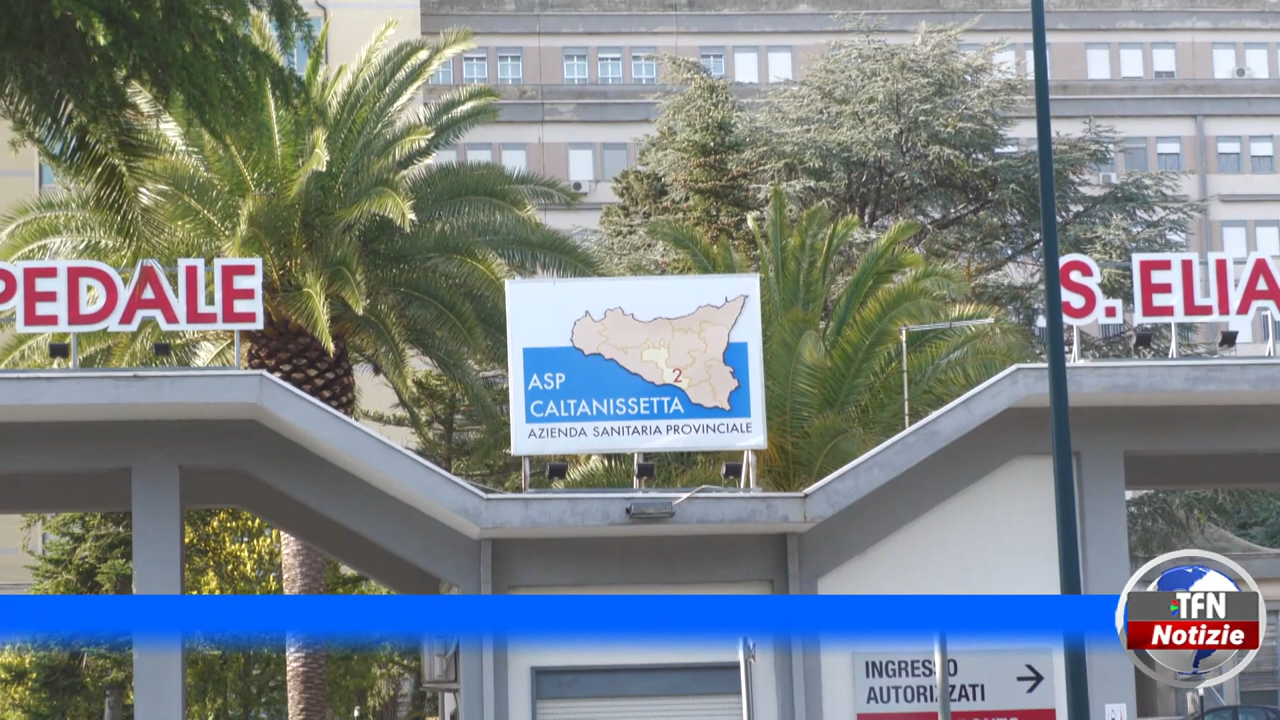 PEDALE
S. ELIA
2
ASP
CALTANISSETTA
AZIENDA SANITARIA PROVINCIALE
INGRESSO
AUTORIZZATI
TFN
Notizie